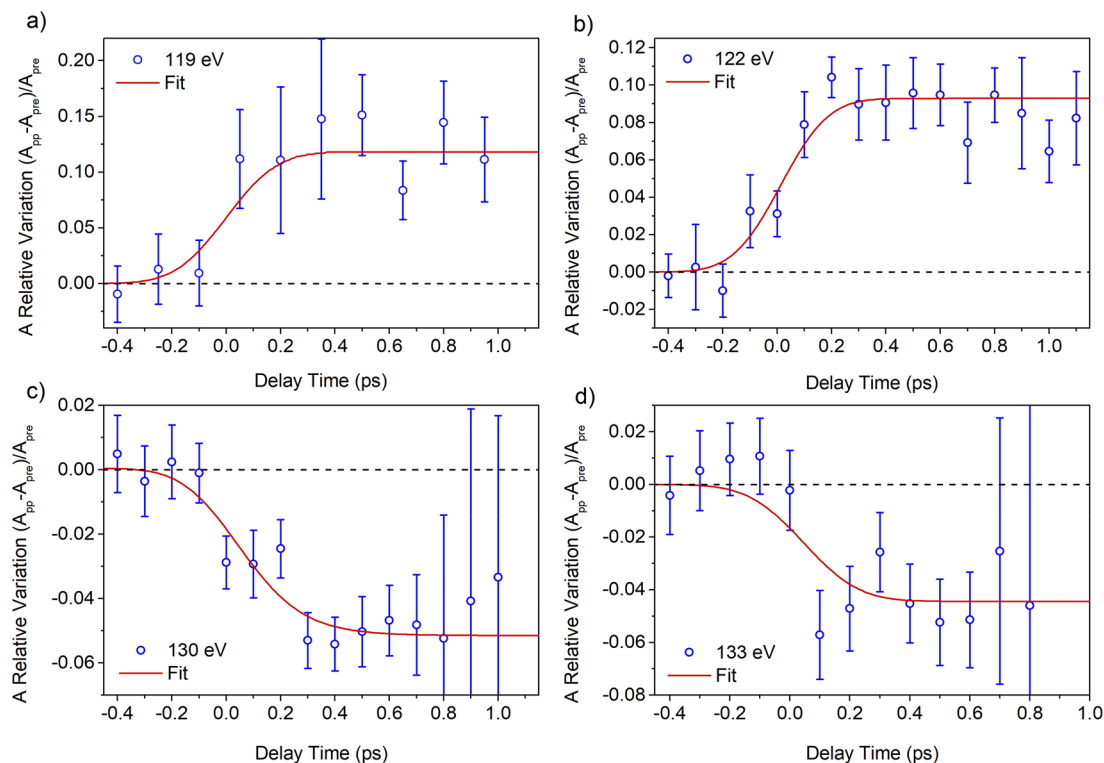 a)
A Relative Variation (App-Apre)/Apre
119 eV
Fit
0.20
0.15
0.10
0.05
0.00
-0.4 -0.2 0.0 0.2 0.4 0.6 0.8 1.0
Delay Time (ps)
b)
A Relative Variation (App-Apre)/Apre
122 eV
Fit
0.12
0.10
0.08
0.06
0.04
0.02
0.00
-0.02
-0.4 -0.2 0.0 0.2 0.4 0.6 0.8 1.0
Delay Time (ps)
c)
A Relative Variation (App-Apre)/Apre
0.02
0.00
-0.02
-0.04
-0.06
130 eV
Fit
-0.4 -0.2 0.0 0.2 0.4 0.6 0.8 1.0
Delay Time (ps)
d)
A Relative Variation (App-Apre)/Apre
0.02
0.00
-0.02
-0.04
-0.06
-0.08
133 eV
Fit
-0.4 -0.2 0.0 0.2 0.4 0.6 0.8 1.0
Delay Time (ps)